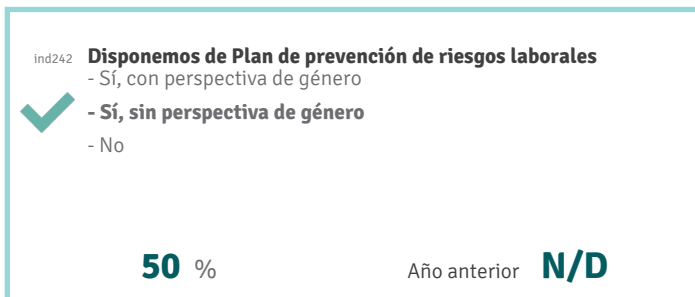 ind242 Disponemos de Plan de prevención de riesgos laborales
- Sí, con perspectiva de género
- Sí, sin perspectiva de género
- No
50 % Año anterior N/D